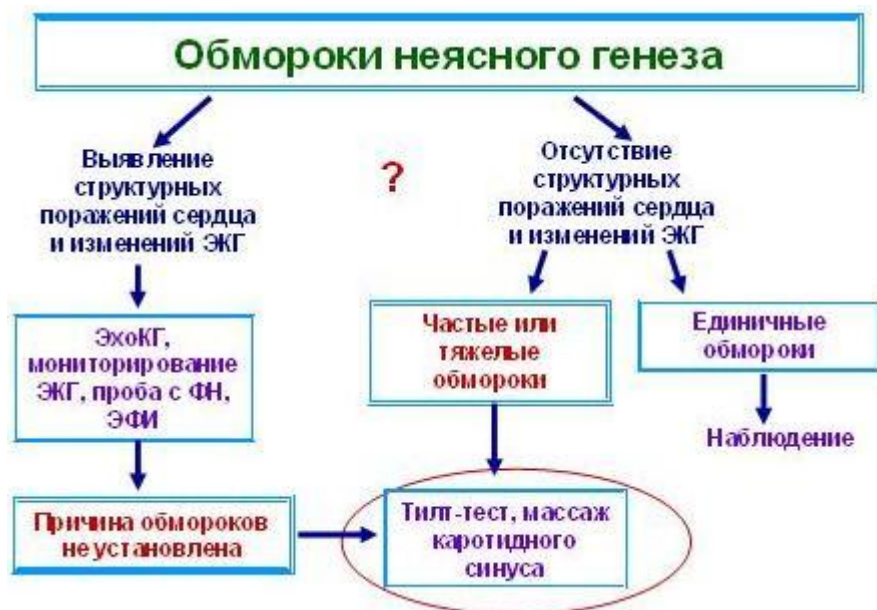 Обмороки неясного генеза
Выявление
структурных
поражений сердца
и изменений ЭКГ
?
Отсутствие
структурных
поражений сердца
и изменений ЭКГ
ЭхоКГ,
мониторирование
ЭКГ, проба с ФН,
ЭФИ
Частые или
тяжелые
обмороки
Единичные
обмороки
Наблюдение
Причина обмороков
не установлена
Тилт-тест, массаж
каротидного
синуса